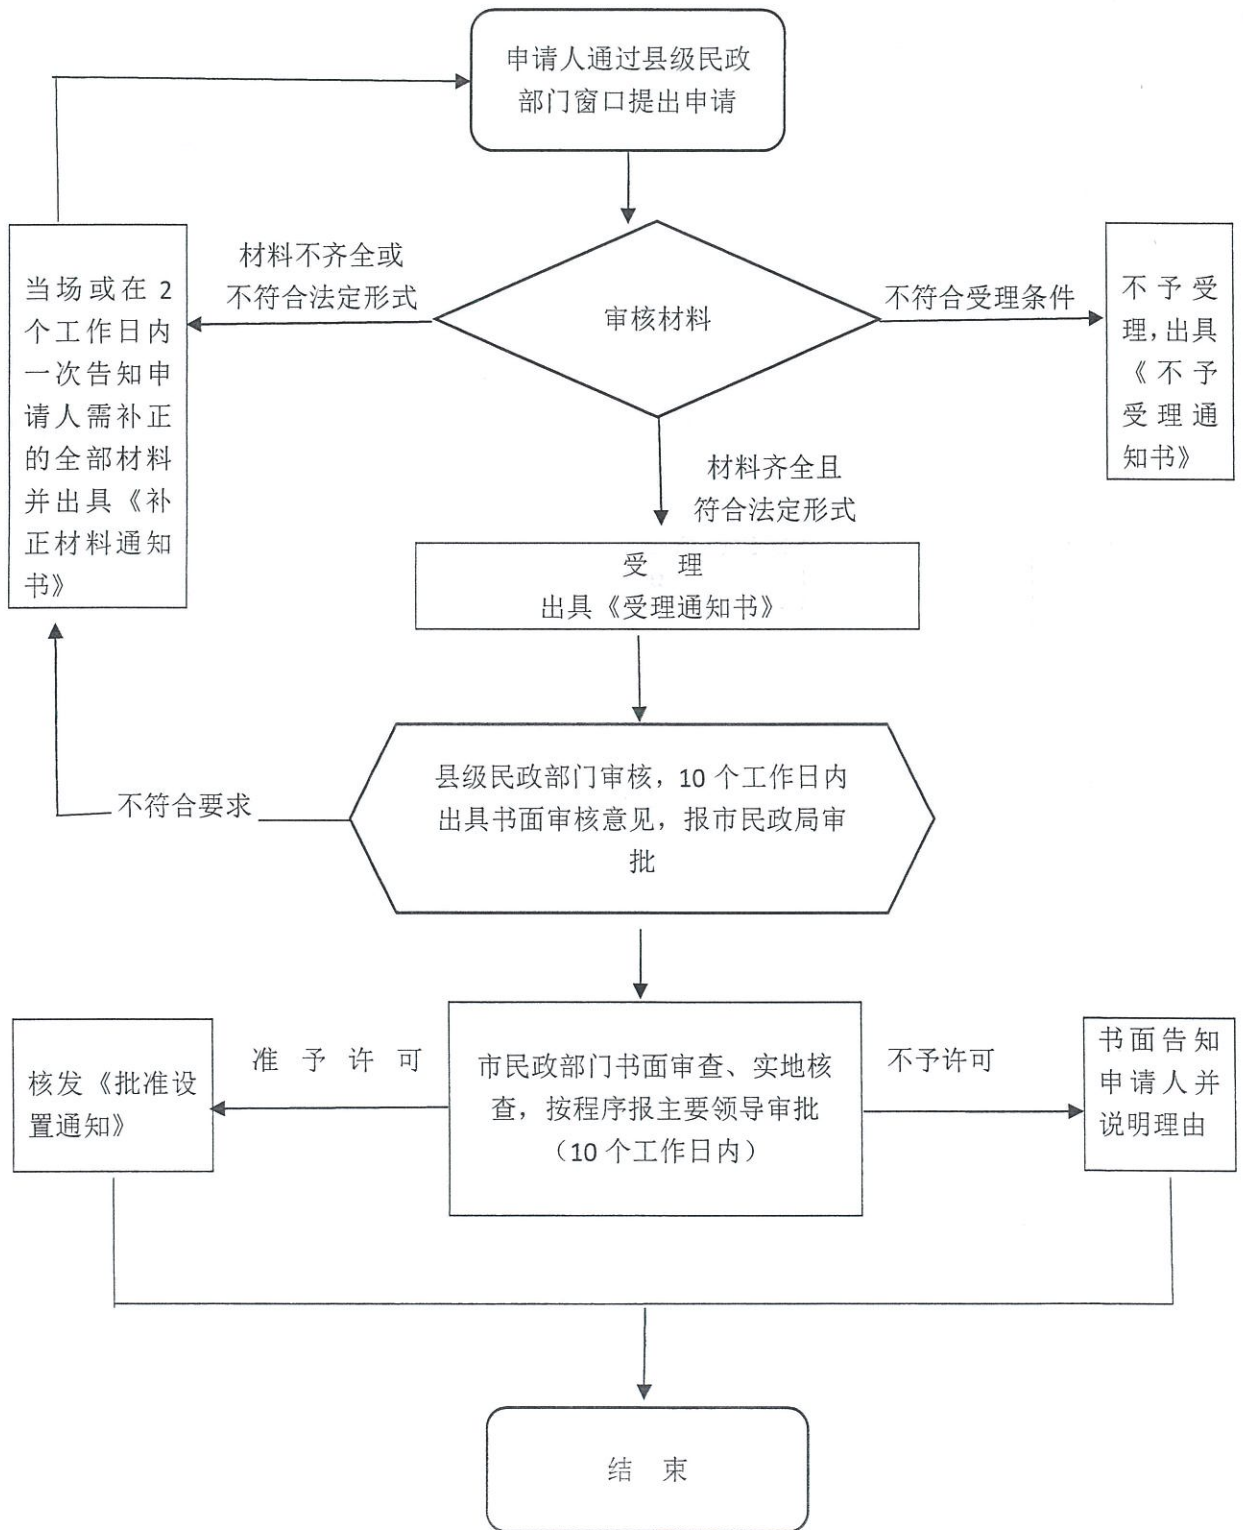 申请人通过县级民政
部门窗口提出申请
材料不齐全或
不符合法定形式
审核材料
不符合受理条件
当场或在 2
个工作日内
一次告知申
请人需补正
的全部材料
并出具《补
正材料通知
书》
不予受
理,出具
《不予
受理通
知书》
材料齐全且
符合法定形式
受 理
出具《受理通知书》
县级民政部门审核，10 个工作日内
出具书面审核意见，报市民政局审
批
不符合要求
准 予 许 可
市民政部门书面审查、实地核
查，按程序报主要领导审批
（10 个工作日内）
不予许可
核发《批准设
置通知》
书面告知
申请人并
说明理由
结 束